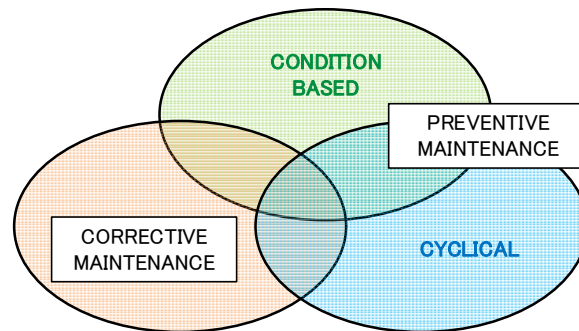 CONDITION
BASED
PREVENTIVE
MAINTENANCE
CORRECTIVE
MAINTENANCE
CYCLICAL